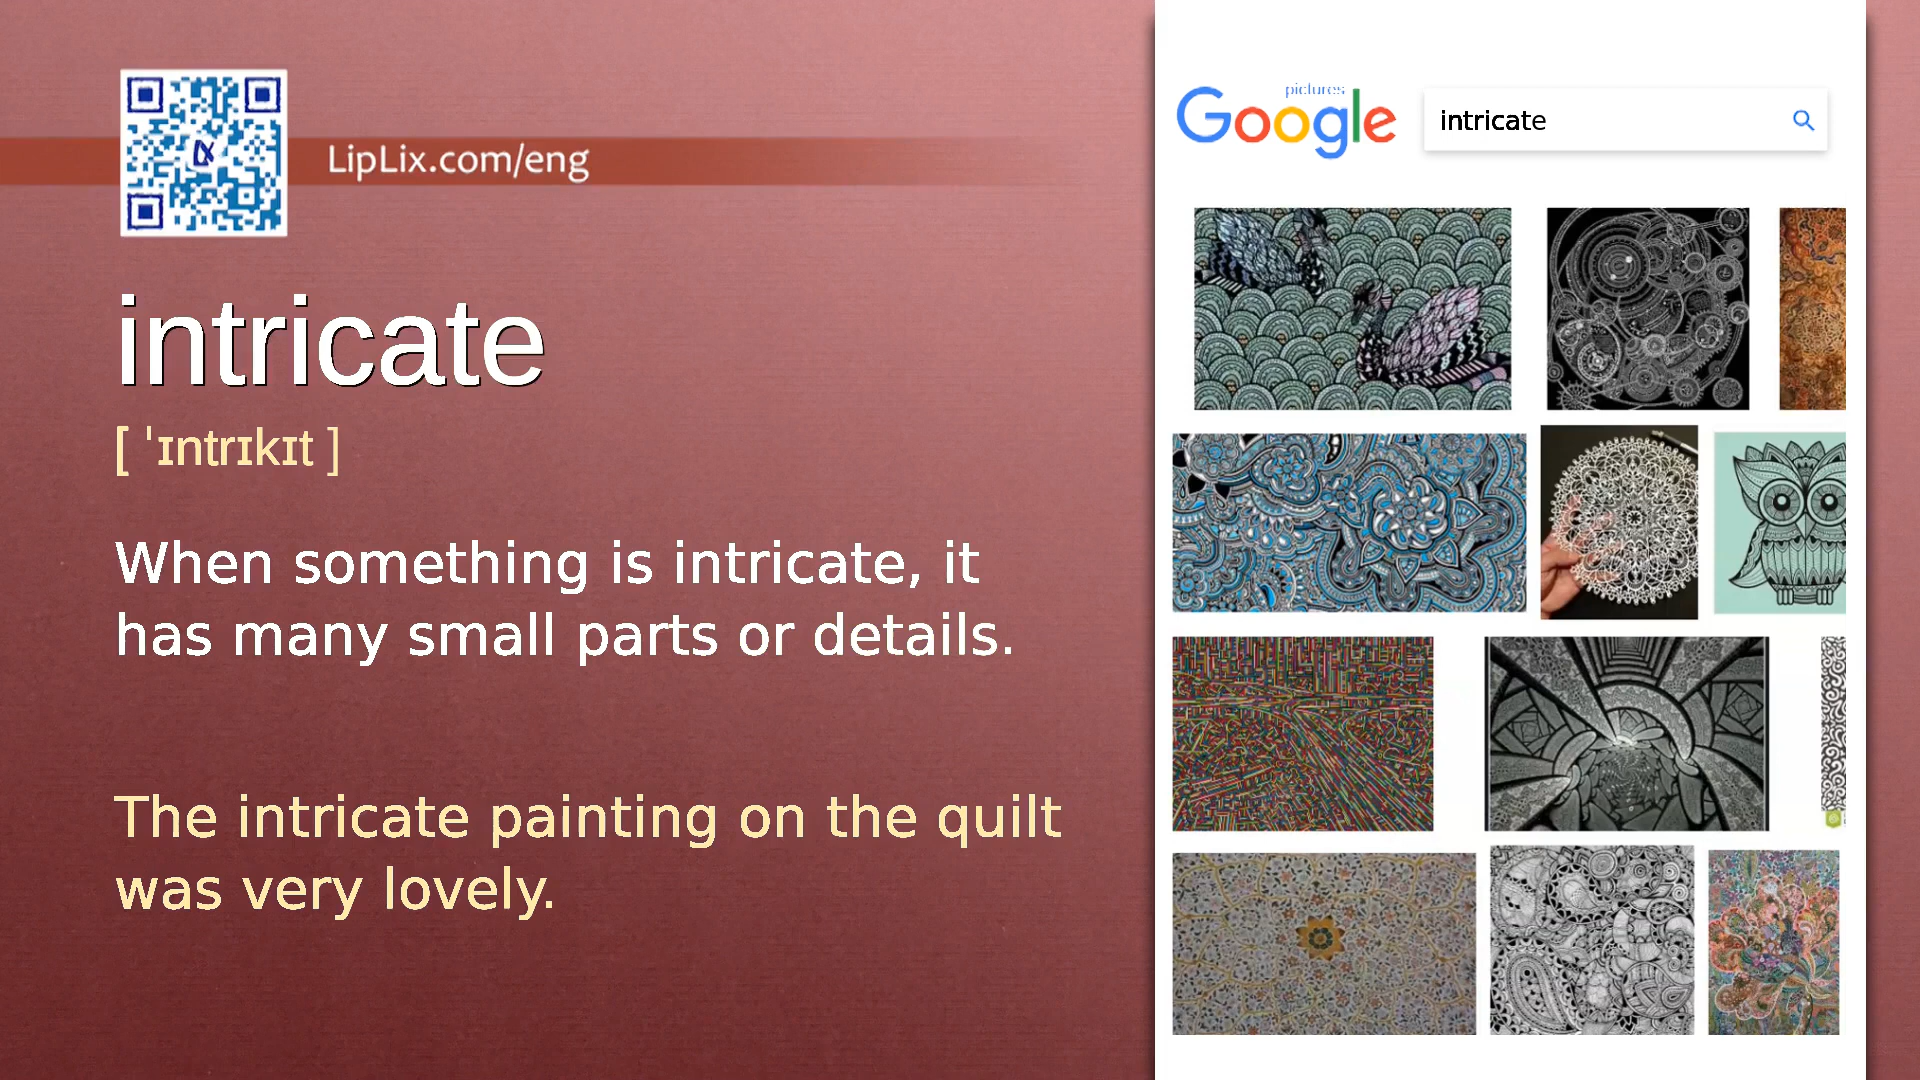 LipLix.com/eng
intricate
[ ˈɪntrɪkɪt ]
When something is intricate, it
has many small parts or details.
The intricate painting on the quilt
was very lovely.
pictures
Google
intricate